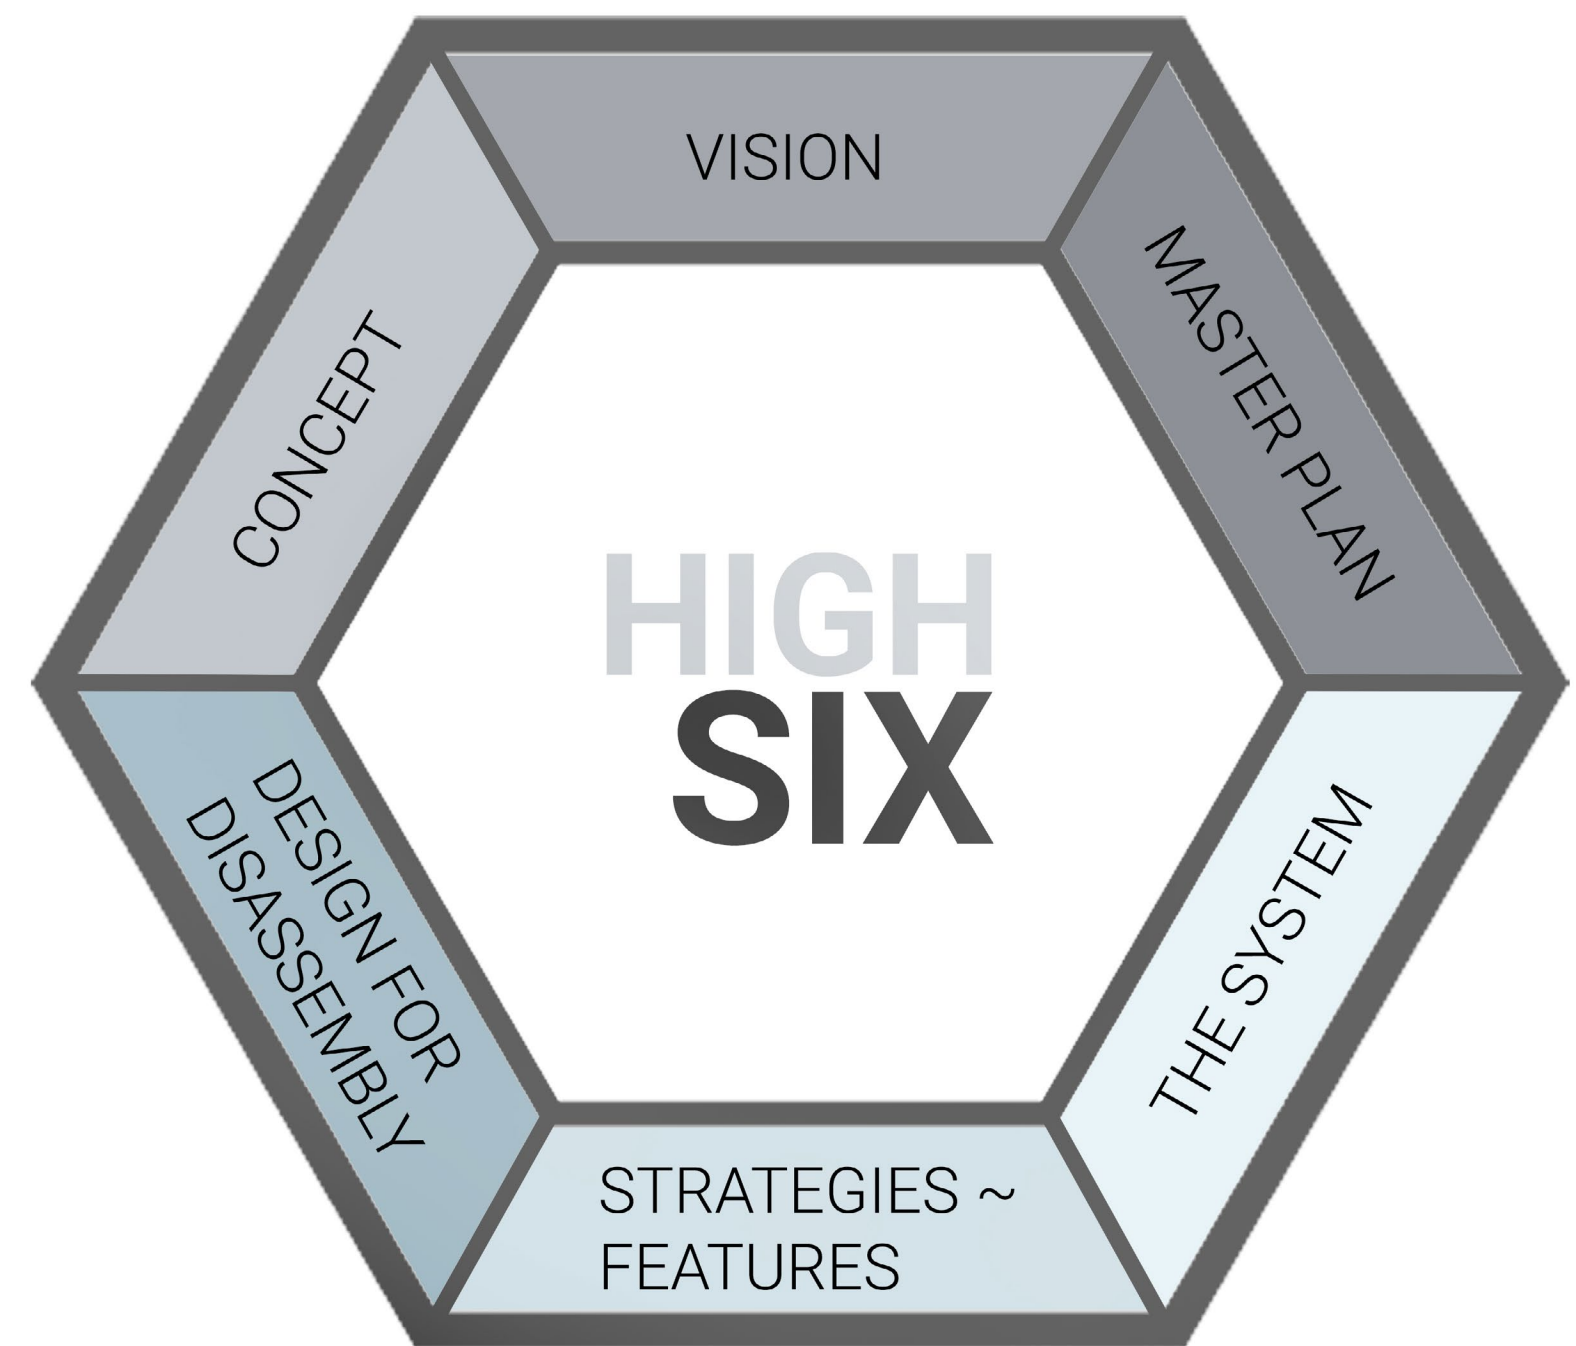 VISION
MASTER PLAN
CONCEPT
HIGH
SIX
DESIGN FOR
DISASSEMBLY
THE SYSTEM
STRATEGIES ~
FEATURES